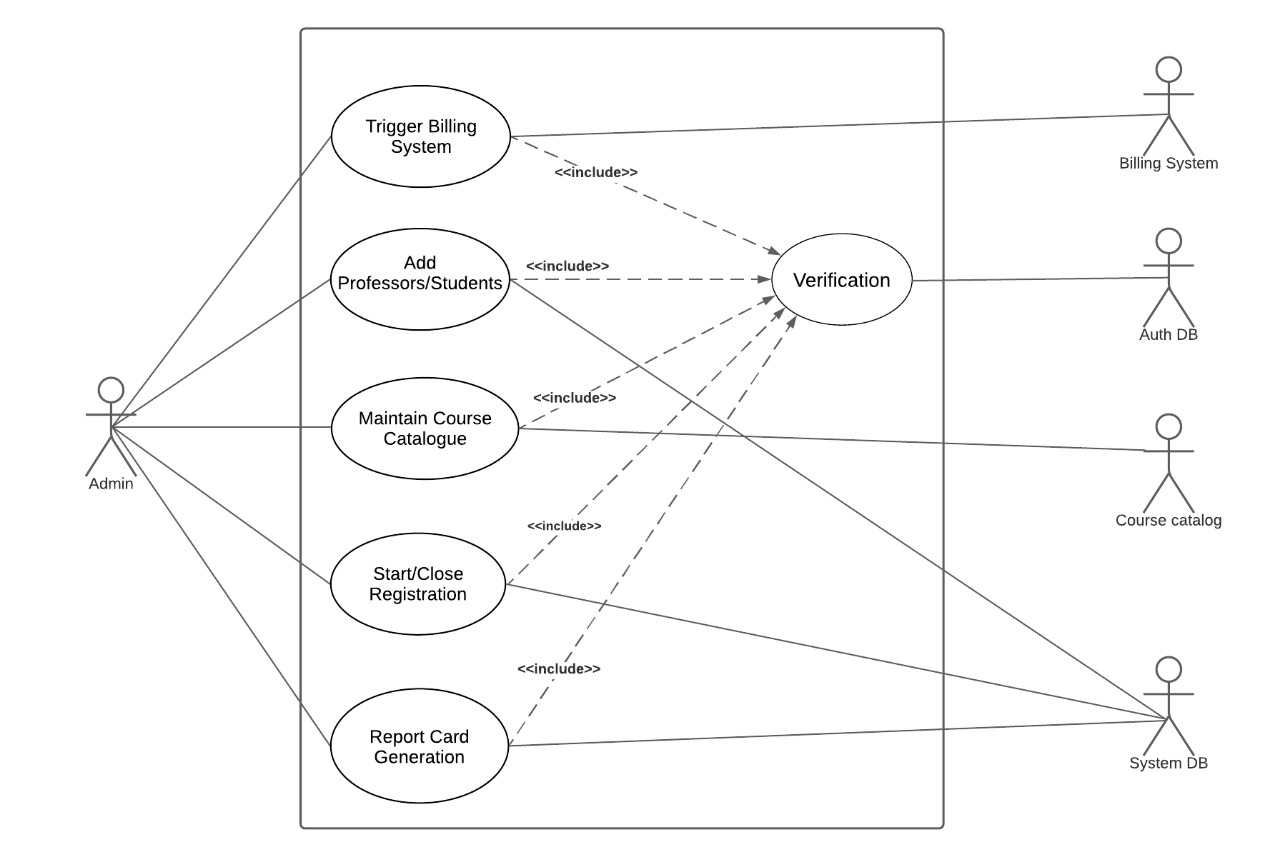 Trigger Billing
System
Billing System
<<include>>
Add
Professors/Students
<<include>>
Verification
Auth DB
<<include>>
Maintain Course
Catalogue
Admin
Course catalog
<<include>>
Start/Close
Registration
<<include>>
Report Card
Generation
System DB